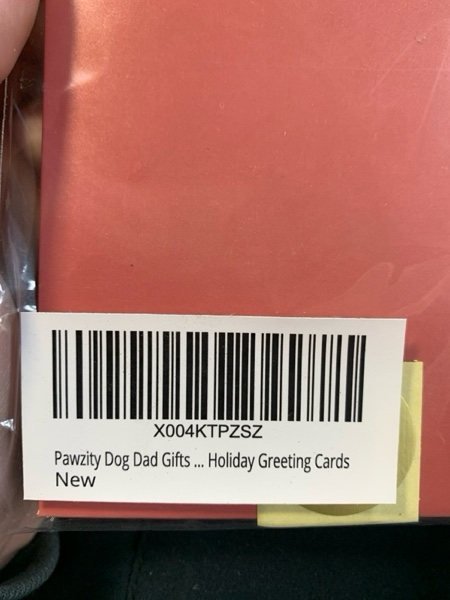 X004KTPZSZ
Pawzity Dog Dad Gifts ... Holiday Greeting Cards
New